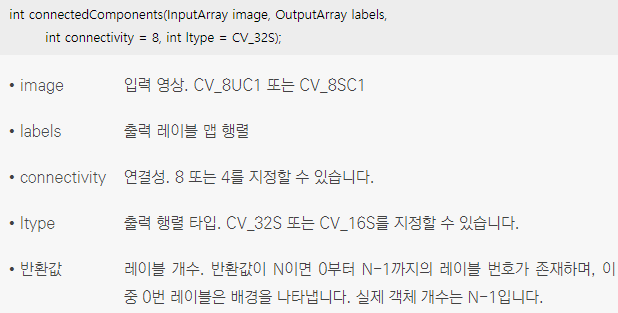 int connectedComponents(InputArray image, OutputArray labels,
int connectivity = 8, int ltype = CV_32S);
• image 입력 영상. CV_8UC1 또는 CV_8SC1
• labels 출력 레이블 맵 행렬
• connectivity 연결성. 8 또는 4를 지정할 수 있습니다.
• ltype 출력 행렬 타입. CV_32S 또는 CV_16S를 지정할 수 있습니다.
• 반환값 레이블 개수. 반환값이 N이면 0부터 N-1까지의 레이블 번호가 존재하며, 이
중 0번 레이블은 배경을 나타냅니다. 실제 객체 개수는 N-1입니다.